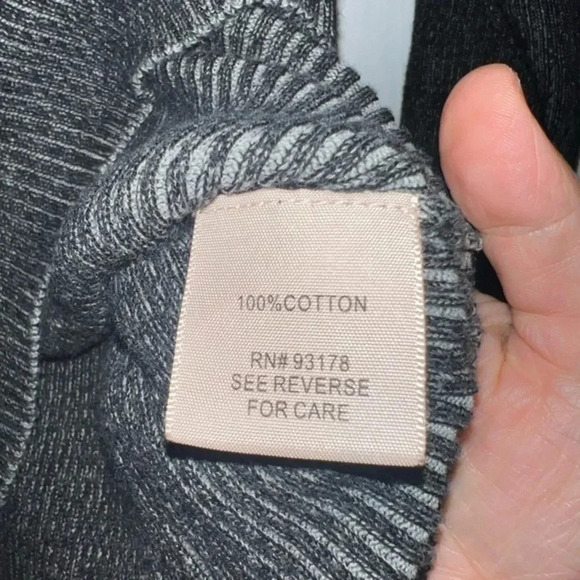 100%COTTON
RN# 93178
SEE REVERSE
FOR CARE